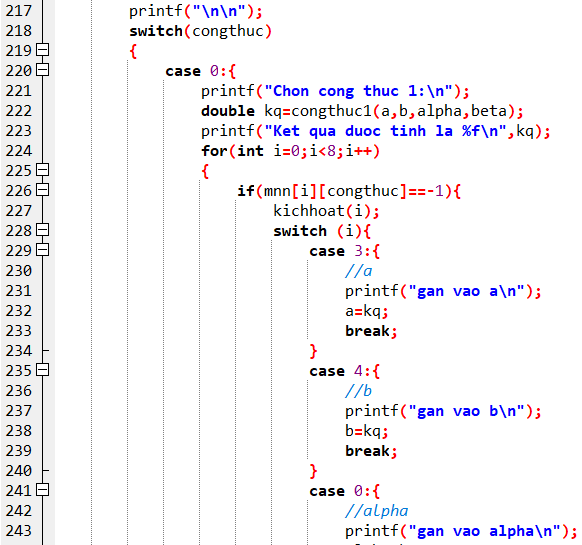 217 printf("\n\n");
218 switch(congthuc)
219 {
220 case 0:{
221 printf("Chon cong thuc 1:\n");
222 double kq=congthuc1(a,b,alpha,beta);
223 printf("Ket qua duoc tinh la %f\n",kq);
224 for(int i=0;i<8;i++)
225 {
226 if(mnn[i][congthuc]==-1){
227 kichhoat(i);
228 switch (i){
229 case 3:{
230 //a
231 printf("gan vao a\n");
232 a=kq;
233 break;
234 }
235 case 4:{
236 //b
237 printf("gan vao b\n");
238 b=kq;
239 break;
240 }
241 case 0:{
242 //alpha
243 printf("gan vao alpha\n");